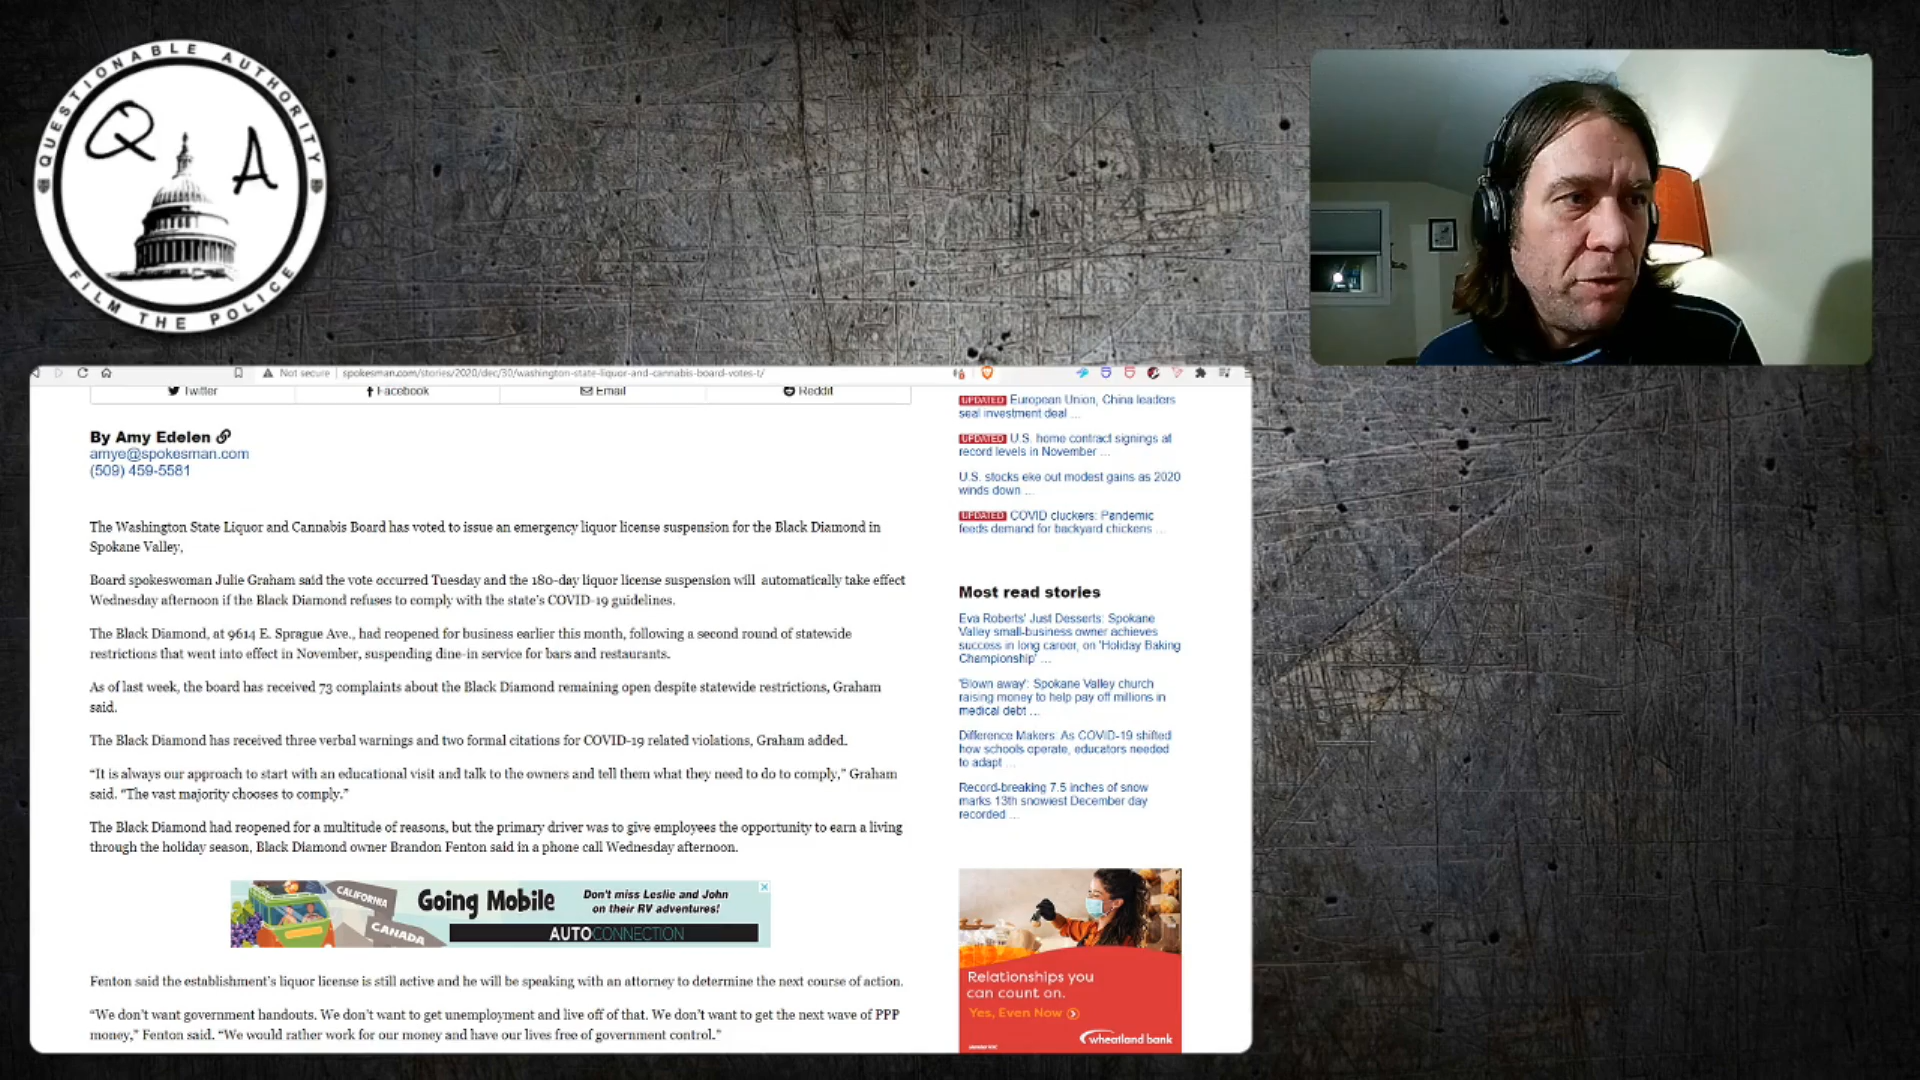 QUESTIONABLE AUTHORITY
Q A
FILM THE POLICE
Not secure | spokesman.com/stories/2020/dec/30/washington-state-liquor-and-cannabis-board-votes-t/
Twitter
Facebook
Email
Reddit
By Amy Edelen
amye@spokesman.com
(509) 459-5581
The Washington State Liquor and Cannabis Board has voted to issue an emergency liquor license suspension for the Black Diamond in
Spokane Valley,
Board spokeswoman Julie Graham said the vote occurred Tuesday and the 180-day liquor license suspension will automatically take effect
Wednesday afternoon if the Black Diamond refuses to comply with the state’s COVID-19 guidelines.
The Black Diamond, at 9614 E. Sprague Ave., had reopened for business earlier this month, following a second round of statewide
restrictions that went into effect in November, suspending dine-in service for bars and restaurants.
As of last week, the board has received 73 complaints about the Black Diamond remaining open despite statewide restrictions, Graham
said.
The Black Diamond has received three verbal warnings and two formal citations for COVID-19 related violations, Graham added.
“It is always our approach to start with an educational visit and talk to the owners and tell them what they need to do to comply,” Graham
said. “The vast majority chooses to comply.”
The Black Diamond had reopened for a multitude of reasons, but the primary driver was to give employees the opportunity to earn a living
through the holiday season, Black Diamond owner Brandon Fenton said in a phone call Wednesday afternoon.
CALIFORNIA
CANADA
Going Mobile
Don't miss Leslie and John
on their RV adventures!
AUTOCONNECTION
Fenton said the establishment’s liquor license is still active and he will be speaking with an attorney to determine the next course of action.
“We don’t want government handouts. We don’t want to get unemployment and live off of that. We don’t want to get the next wave of PPP
money,” Fenton said. “We would rather work for our money and have our lives free of government control.”
UPDATED European Union, China leaders
seal investment deal ...
UPDATED U.S. home contract signings at
record levels in November ...
U.S. stocks eke out modest gains as 2020
winds down ...
UPDATED COVID cluckers: Pandemic
feeds demand for backyard chickens ...
Most read stories
Eva Roberts' Just Desserts: Spokane
Valley small-business owner achieves
success in long career, on 'Holiday Baking
Championship' ...
'Blown away': Spokane Valley church
raising money to help pay off millions in
medical debt ...
Difference Makers: As COVID-19 shifted
how schools operate, educators needed
to adapt ...
Record-breaking 7.5 inches of snow
marks 13th snowiest December day
recorded ...
Relationships you
can count on.
Yes, Even Now
wheatland bank